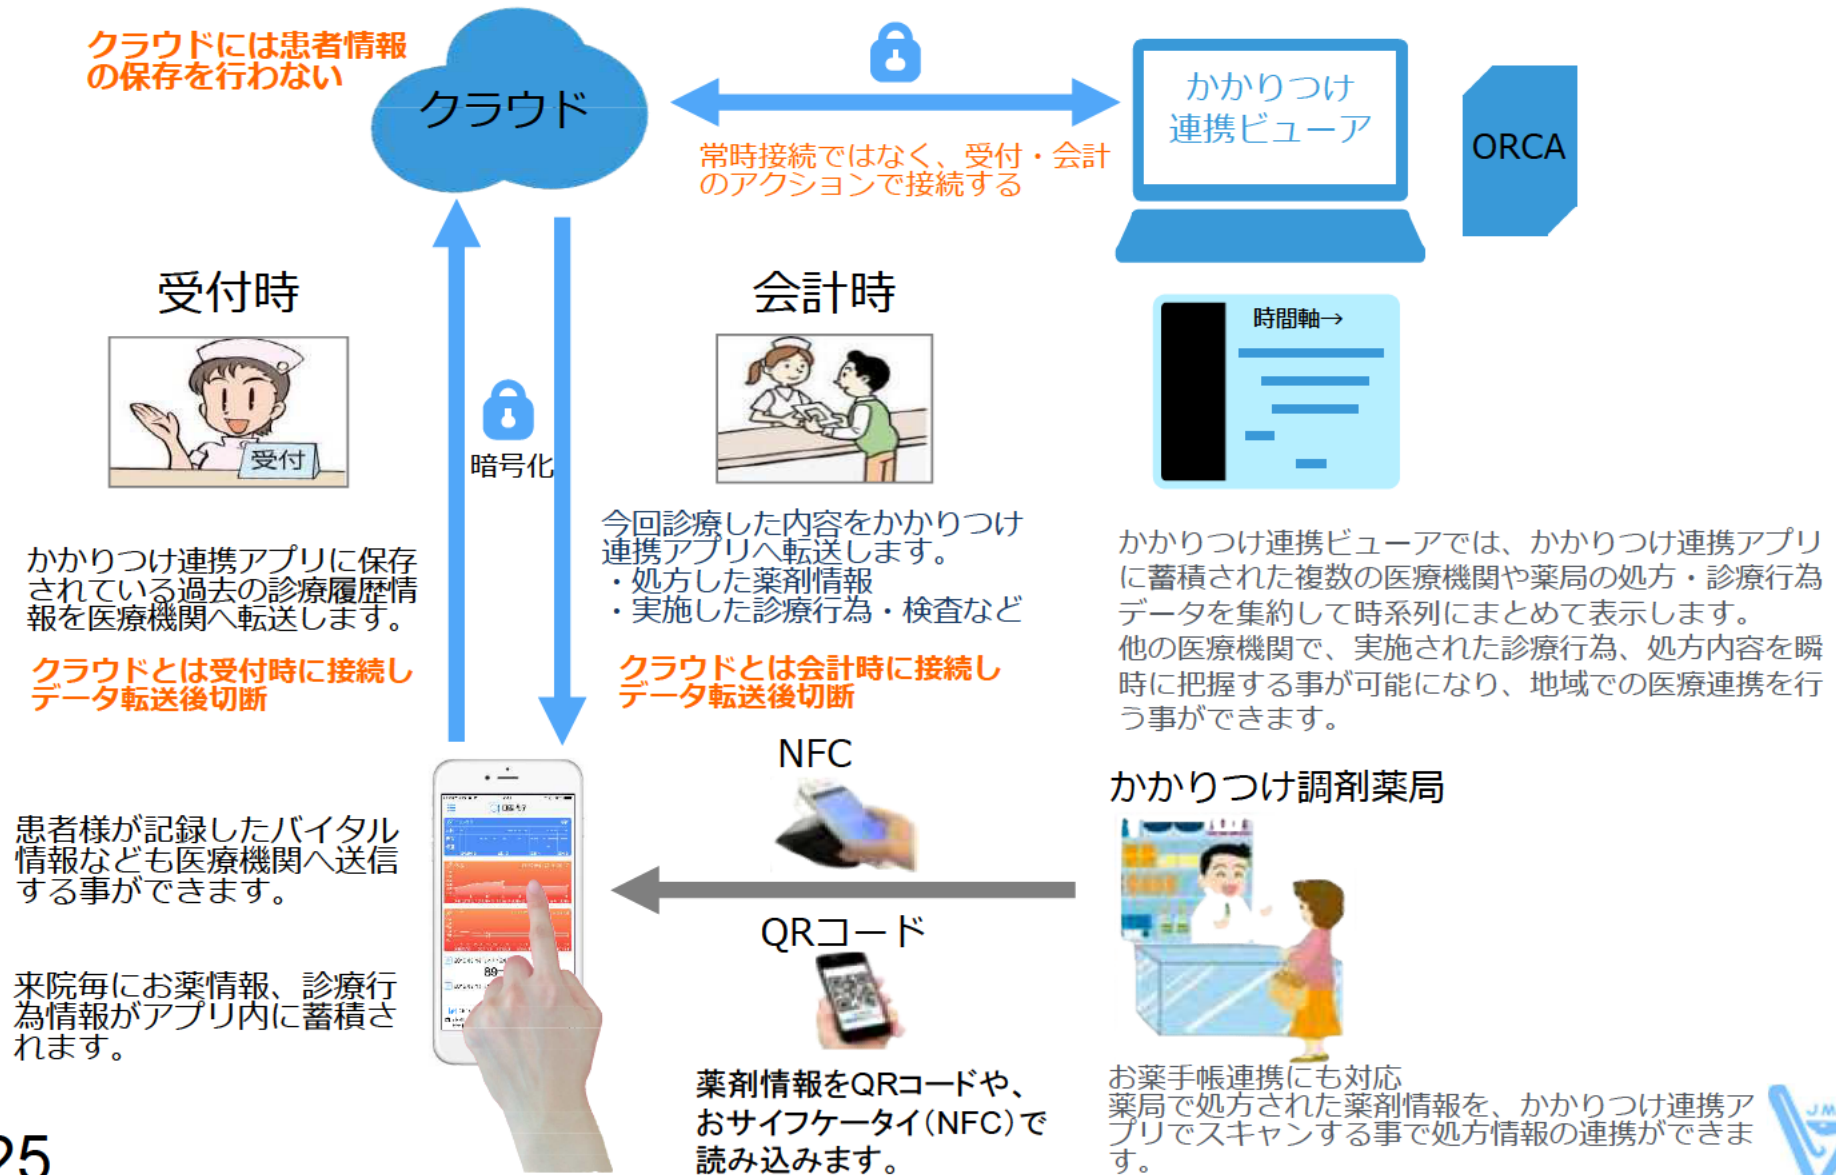 クラウドには患者情報
の保存を行わない
クラウド
常時接続ではなく、受付・会計
のアクションで接続する
かかりつけ
連携ビューア
ORCA
受付時
受付
暗号化
会計時
時間軸→
かかりつけ連携アプリに保存
されている過去の診療履歴情
報を医療機関へ転送します。
クラウドとは受付時に接続し
データ転送後切断
今回診療した内容をかかりつけ
連携アプリへ転送します。
・処方した薬剤情報
・実施した診療行為・検査など
クラウドとは会計時に接続し
データ転送後切断
かかりつけ連携ビューアでは、かかりつけ連携アプリ
に蓄積された複数の医療機関や薬局の処方・診療行為
データを集約して時系列にまとめて表示します。
他の医療機関で、実施された診療行為、処方内容を瞬
時に把握する事が可能になり、地域での医療連携を行
う事ができます。
患者様が記録したバイタル
情報なども医療機関へ送信
する事ができます。
来院毎にお薬情報、診療行
為情報がアプリ内に蓄積さ
れます。
NFC
QRコード
薬剤情報をQRコードや、
おサイフケータイ(NFC)で
読み込みます。
かかりつけ調剤薬局
お薬手帳連携にも対応
薬局で処方された薬剤情報を、かかりつけ連携ア
プリでスキャンする事で処方情報の連携ができま
す。
25